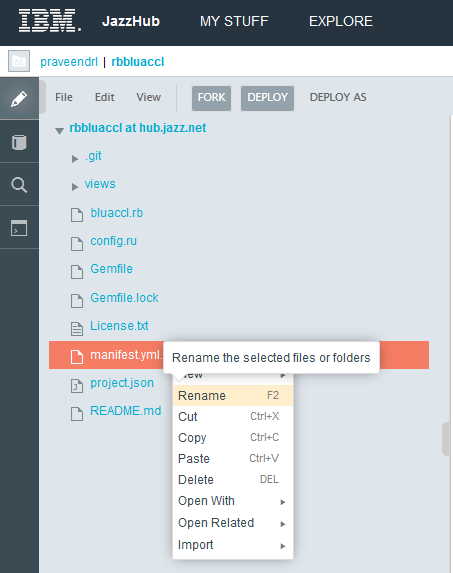 IBM JazzHub MY STUFF EXPLORE
praveendrl | rbbluaccl
File Edit View FORK DEPLOY DEPLOY AS
rbbluaccl at hub.jazz.net
.git
views
bluaccl.rb
config.ru
Gemfile
Gemfile.lock
License.txt
manifest.yml.
Rename the selected files or folders
New
project.json
Rename F2
README.md
Cut Ctrl+X
Copy Ctrl+C
Paste Ctrl+V
Delete DEL
Open With
Open Related
Import